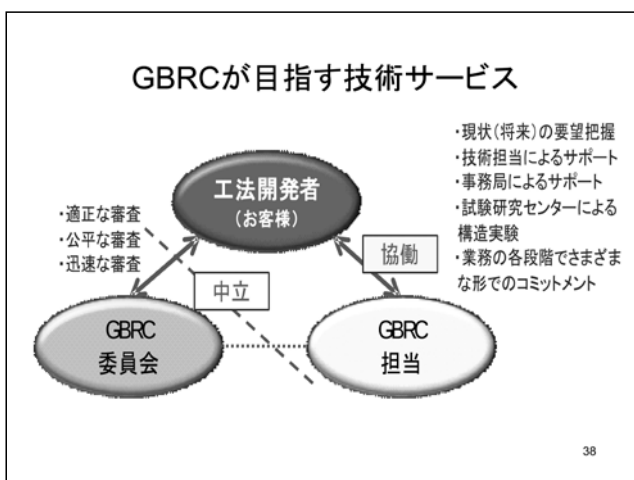 GBRCが目指す技術サービス
工法開発者
(お客様)
・適正な審査
・公平な審査
・迅速な審査
中立
協働
・現状(将来)の要望把握
・技術担当によるサポート
・事務局によるサポート
・試験研究センターによる
構造実験
・業務の各段階でさまざま
な形でのコミットメント
GBRC
委員会
GBRC
担当
38